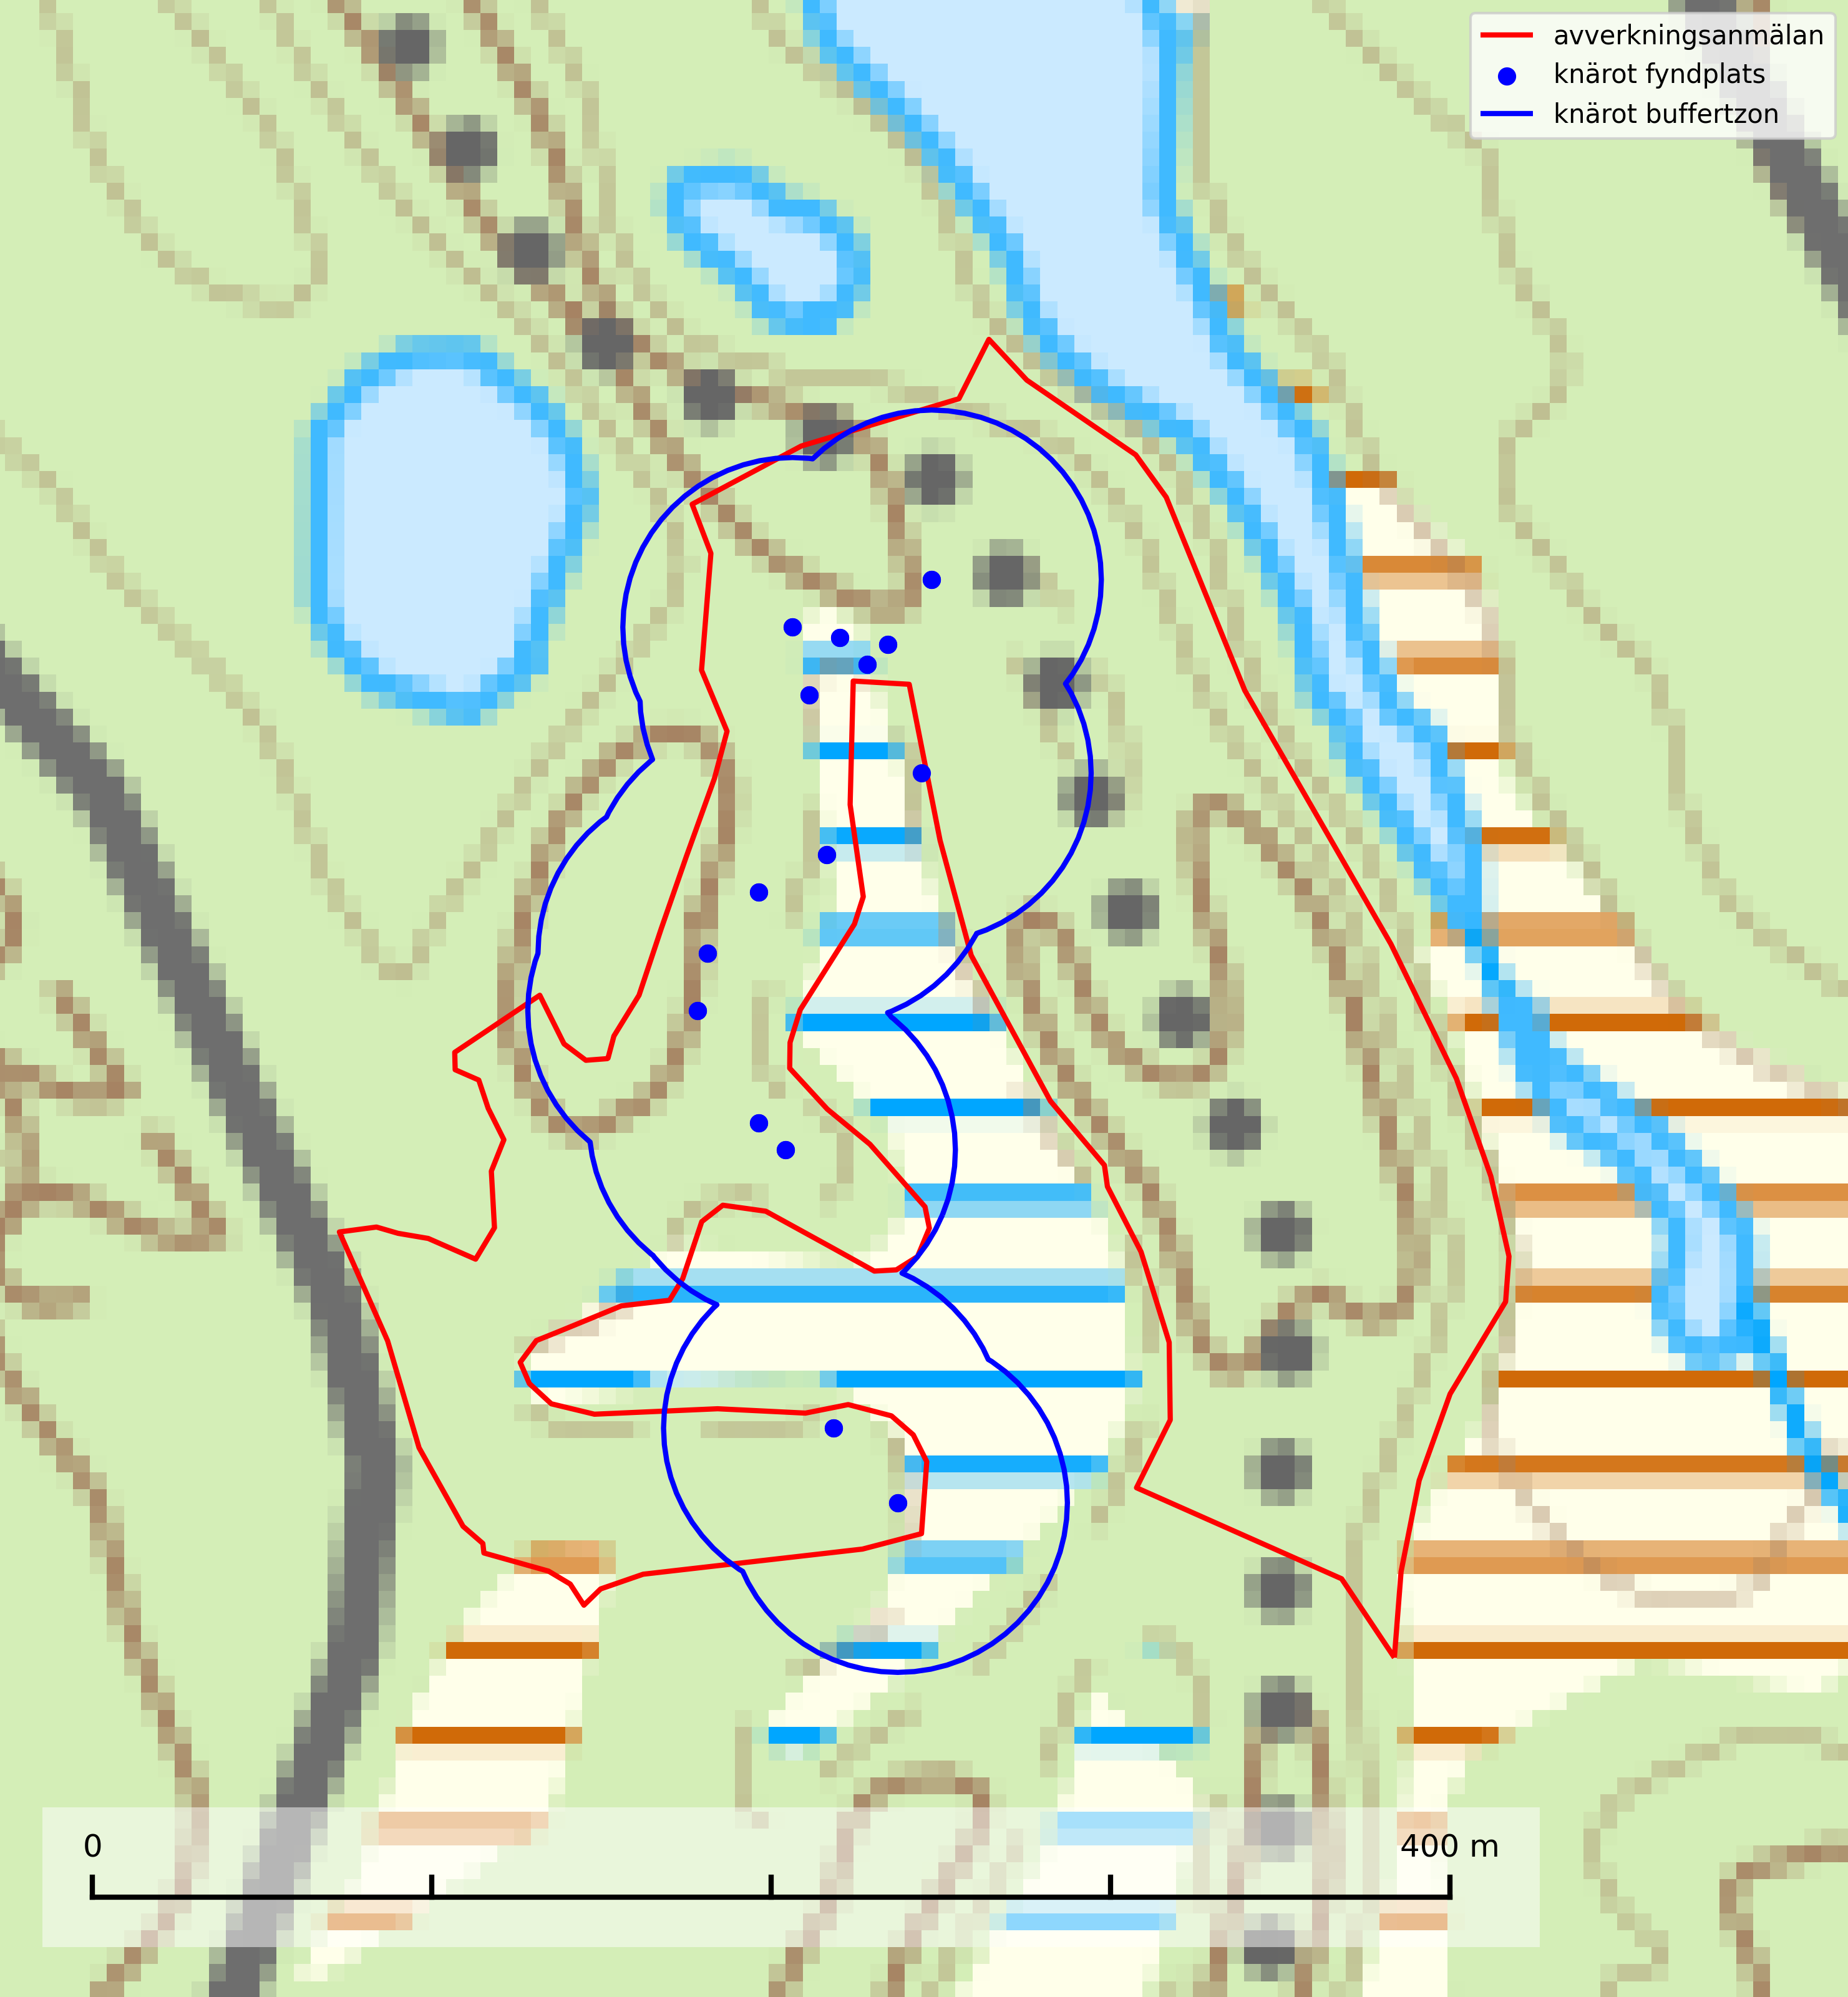 avverkningsanmälan
knärot fyndplats
knärot buffertzon
0
400 m